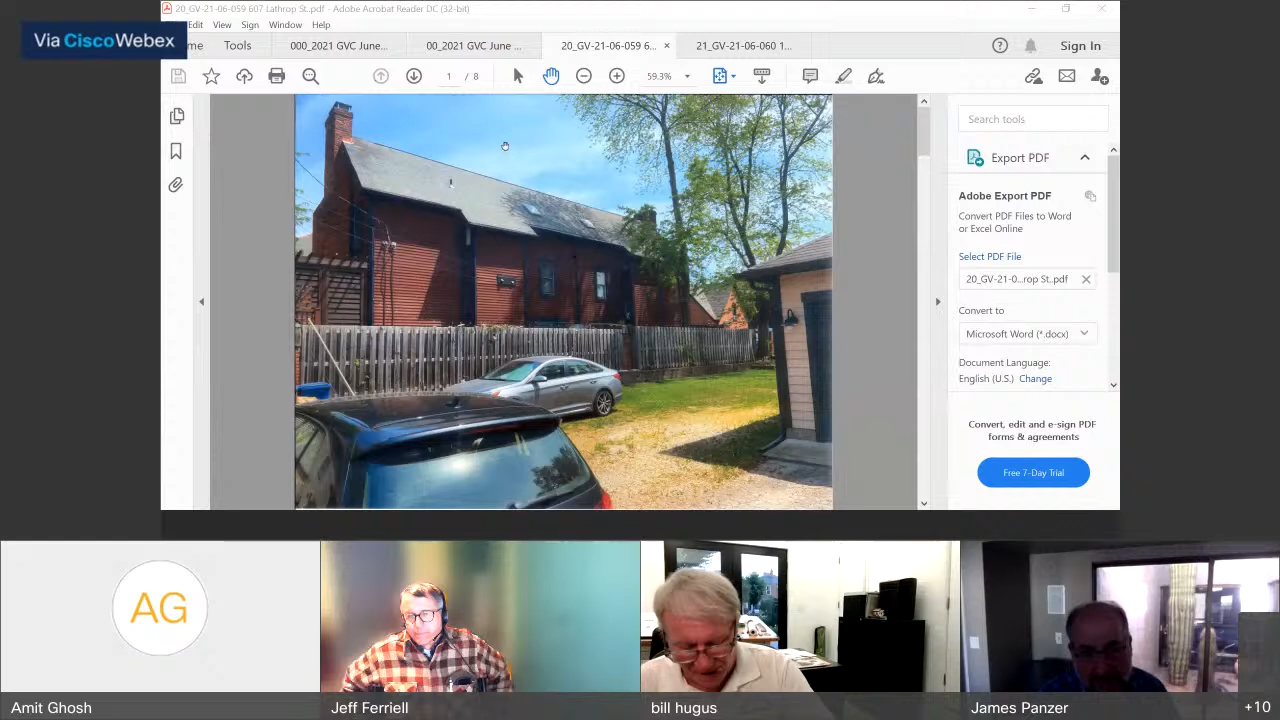 20_GV-21-06-059 607 Lathrop St..pdf - Adobe Acrobat Reader DC (32-bit)
Edit View Sign Window Help
Via Cisco Webex
me Tools 000_2021 GVC June... 00_2021 GVC June ... 20_GV-21-06-059 6... × 21_GV-21-06-060 1... Sign In
1 / 8 59.3%
Search tools
Export PDF
Adobe Export PDF
Convert PDF Files to Word
or Excel Online
Select PDF File
20_GV-21-0...rop St..pdf
Convert to
Microsoft Word (*.docx)
Document Language:
English (U.S.) Change
Convert, edit and e-sign PDF
forms & agreements
Free 7-Day Trial
AG
Amit Ghosh
Jeff Ferriell
bill hugus
James Panzer
+10